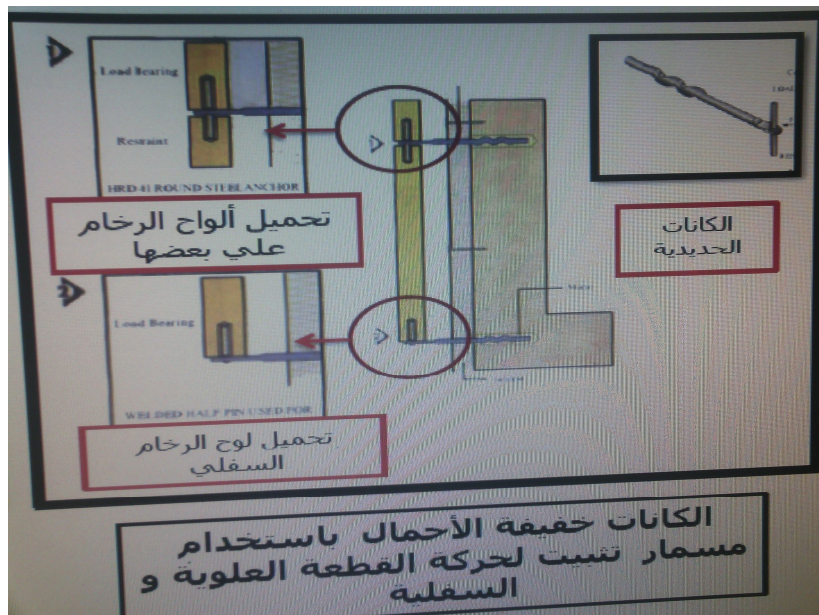 Load Bearing
Restraint
HRD-41 ROUND STEEL ANCHOR
تحميل ألواح الرخام
علي بعضها
الكانات
الحديدية
Load Bearing
WELDED HALF PIN USED FOR
تحميل لوح الرخام
السفلي
الكانات خفيفة الأحمال باستخدام
مسمار تثبيت لحركة القطعة العلوية و
السفلية